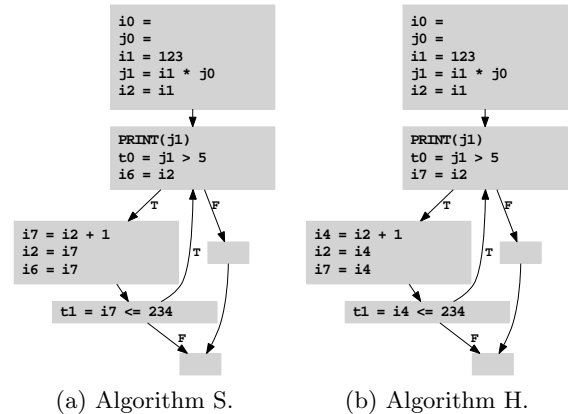 i0 =
j0 =
i1 = 123
j1 = i1 * j0
i2 = i1
PRINT(j1)
t0 = j1 > 5
i6 = i2
T
F
i7 = i2 + 1
i2 = i7
i6 = i7
T
t1 = i7 <= 234
F
(a) Algorithm S.
i0 =
j0 =
i1 = 123
j1 = i1 * j0
i2 = i1
PRINT(j1)
t0 = j1 > 5
i7 = i2
T
F
i4 = i2 + 1
i2 = i4
i7 = i4
T
t1 = i4 <= 234
F
(b) Algorithm H.